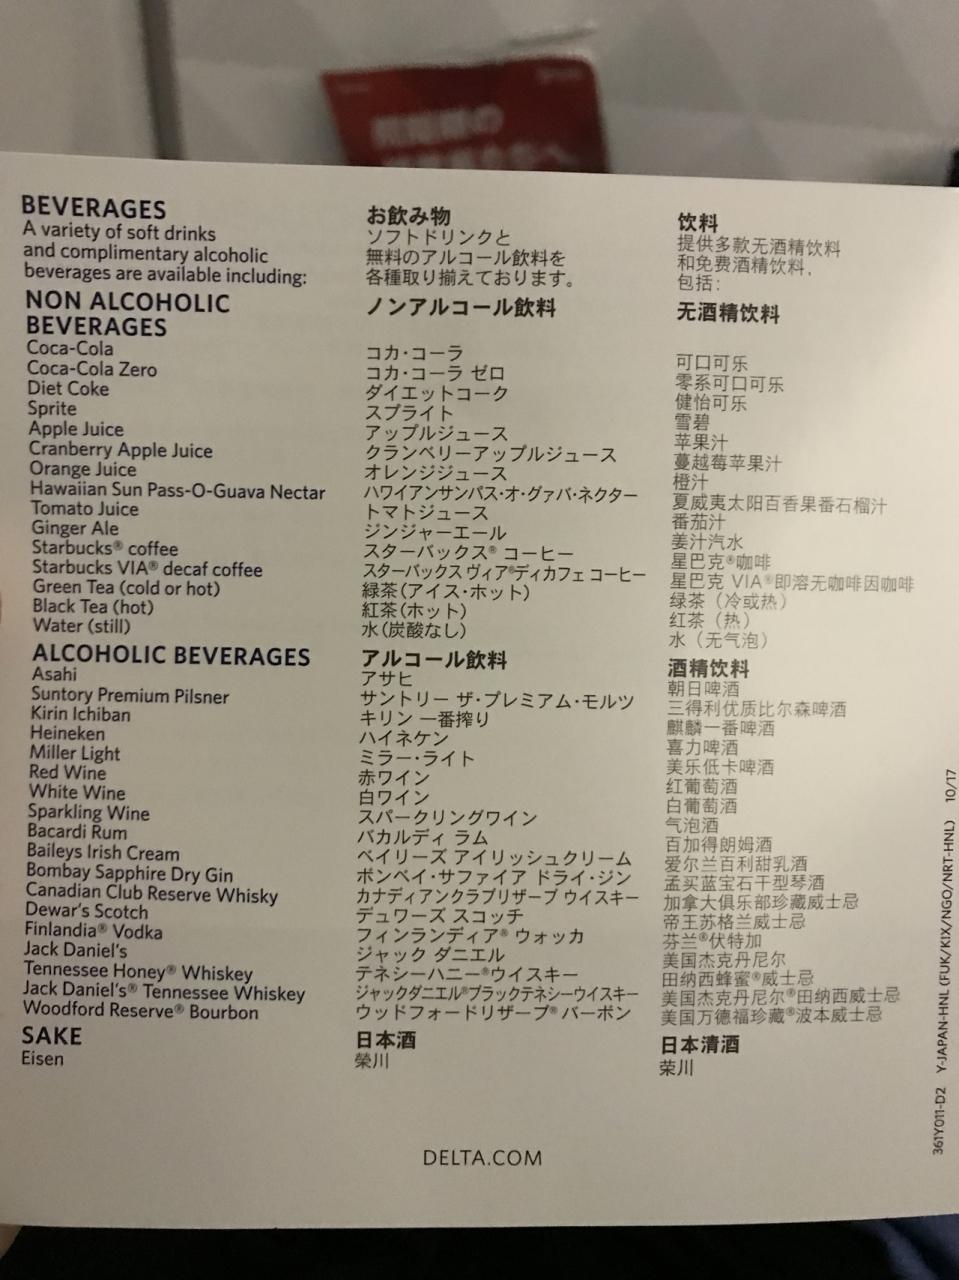 BEVERAGES
A variety of soft drinks
and complimentary alcoholic
beverages are available including:
NON ALCOHOLIC
BEVERAGES
Coca-Cola
Coca-Cola Zero
Diet Coke
Sprite
Apple Juice
Cranberry Apple Juice
Orange Juice
Hawaiian Sun Pass-O-Guava Nectar
Tomato Juice
Ginger Ale
Starbucks® coffee
Starbucks VIA® decaf coffee
Green Tea (cold or hot)
Black Tea (hot)
Water (still)
ALCOHOLIC BEVERAGES
Asahi
Suntory Premium Pilsner
Kirin Ichiban
Heineken
Miller Light
Red Wine
White Wine
Sparkling Wine
Bacardi Rum
Baileys Irish Cream
Bombay Sapphire Dry Gin
Canadian Club Reserve Whisky
Dewar's Scotch
Finlandia® Vodka
Jack Daniel's
Tennessee Honey® Whiskey
Jack Daniel's® Tennessee Whiskey
Woodford Reserve® Bourbon
SAKE
Eisen
お飲み物
ソフトドリンクと
無料のアルコール飲料を
各種取り揃えております。
ノンアルコール飲料
コカ・コーラ
コカ・コーラ ゼロ
ダイエットコーク
スプライト
アップルジュース
クランベリーアップルジュース
オレンジジュース
ハワイアンサンパス・オ・グァバ・ネクター
トマトジュース
ジンジャーエール
スターバックス® コーヒー
スターバックス ヴィア®ディカフェ コーヒー
緑茶(アイス・ホット)
紅茶(ホット)
水(炭酸なし)
アルコール飲料
アサヒ
サントリー ザ・プレミアム・モルツ
キリン 一番搾り
ハイネケン
ミラー・ライト
赤ワイン
白ワイン
スパークリングワイン
バカルディ ラム
ベイリーズ アイリッシュクリーム
ボンベイ・サファイア ドライ・ジン
カナディアンクラブリザーブ ウイスキー
デュワーズ スコッチ
フィンランディア® ウォッカ
ジャック ダニエル
テネシーハニー®ウイスキー
ジャックダニエル®ブラックテネシーウイスキー
ウッドフォードリザーブ® バーボン
日本酒
榮川
饮料
提供多款无酒精饮料
和免费酒精饮料,
包括:
无酒精饮料
可口可乐
零系可口可乐
健怡可乐
雪碧
苹果汁
蔓越莓苹果汁
橙汁
夏威夷太阳百香果番石榴汁
番茄汁
姜汁汽水
星巴克®咖啡
星巴克 VIA®即溶无咖啡因咖啡
绿茶（冷或热）
红茶（热）
水（无气泡）
酒精饮料
朝日啤酒
三得利优质比尔森啤酒
麒麟一番啤酒
喜力啤酒
美乐低卡啤酒
红葡萄酒
白葡萄酒
气泡酒
百加得朗姆酒
爱尔兰百利甜乳酒
孟买蓝宝石干型琴酒
加拿大俱乐部珍藏威士忌
帝王苏格兰威士忌
芬兰®伏特加
美国杰克丹尼尔
田纳西蜂蜜®威士忌
美国杰克丹尼尔®田纳西威士忌
美国万德福珍藏®波本威士忌
日本清酒
荣川
DELTA.COM
361Y011-D2 Y-JAPAN-HNL (FUK/KIX/NGO/NRT-HNL) 10/17